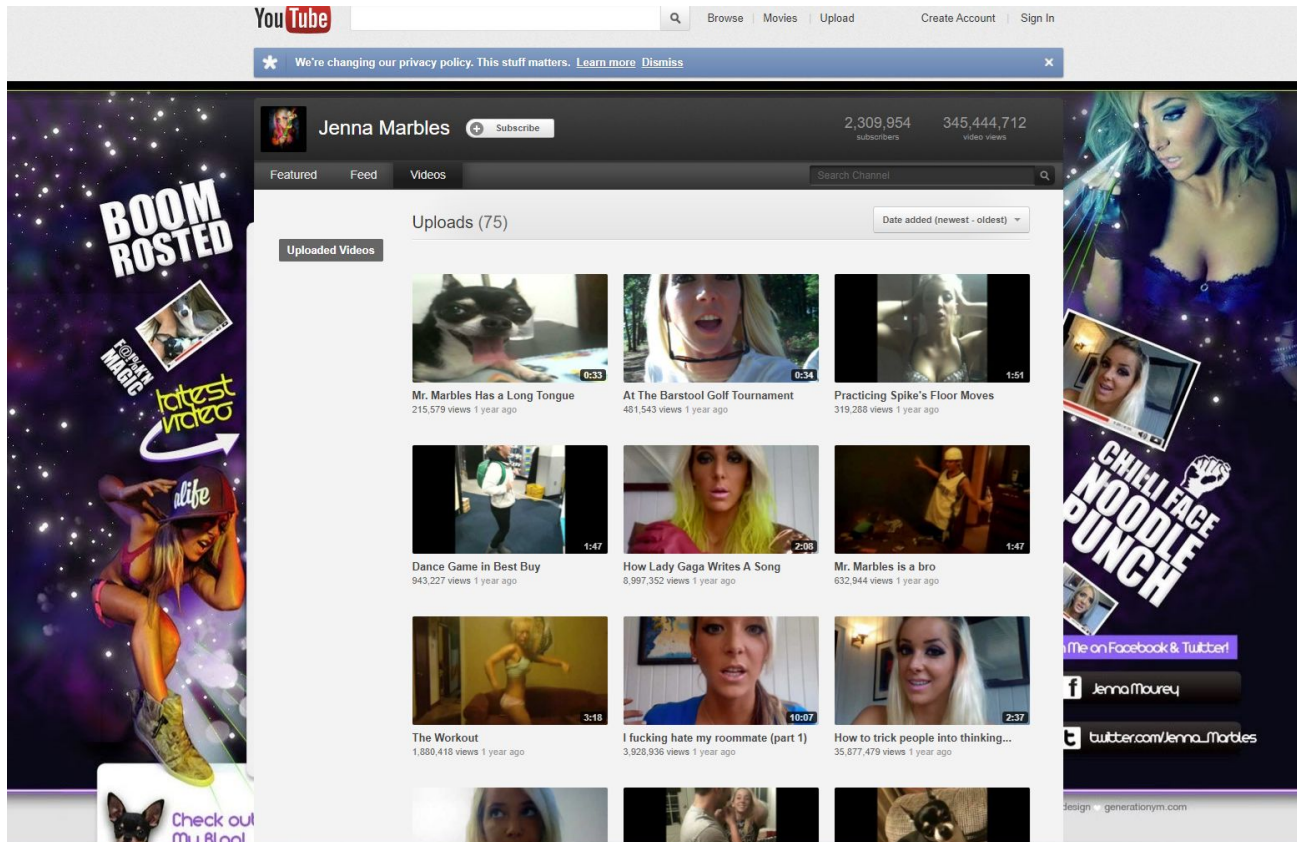 YouTube
Browse Movies Upload Create Account Sign In
We're changing our privacy policy. This stuff matters. Learn more Dismiss ×
Jenna Marbles Subscribe
2,309,954 345,444,712
subscribers video views
Featured Feed Videos Search Channel
BOOM
ROSTED
Uploads (75) Date added (newest - oldest)
Uploaded Videos
0:33 0:34 1:51
Mr. Marbles Has a Long Tongue At The Barstool Golf Tournament Practicing Spike's Floor Moves
215,579 views 1 year ago 481,543 views 1 year ago 319,288 views 1 year ago
F@!%K'N
MAGIC
latest
video
alife
1:47 2:08 1:47
Dance Game in Best Buy How Lady Gaga Writes A Song Mr. Marbles is a bro
943,227 views 1 year ago 8,997,352 views 1 year ago 632,944 views 1 year ago
CHILI FACE
NOODLE
PUNCH
3:18 10:07 2:37
The Workout I fucking hate my roommate (part 1) How to trick people into thinking...
1,880,418 views 1 year ago 3,928,936 views 1 year ago 35,877,479 views 1 year ago
Me on Facebook & Twitter!
f JennaMourey
t twitter.com/Jenna_Marbles
design generationym.com
Check out
My Blog!